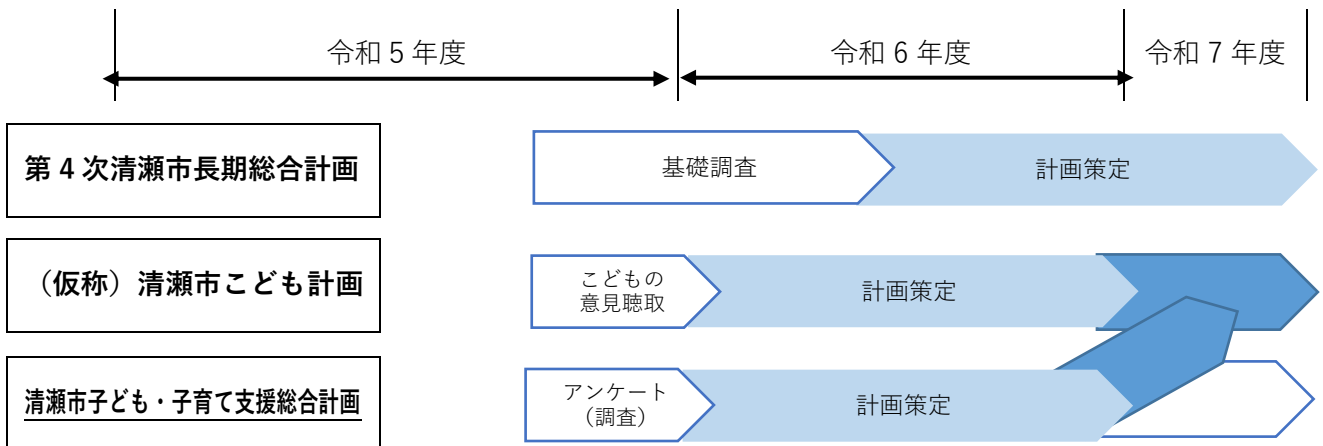 令和 5 年度
令和 6 年度
令和 7 年度
第 4 次清瀬市長期総合計画
基礎調査
計画策定
（仮称）清瀬市こども計画
こどもの
意見聴取
計画策定
清瀬市子ども・子育て支援総合計画
アンケート
（調査）
計画策定